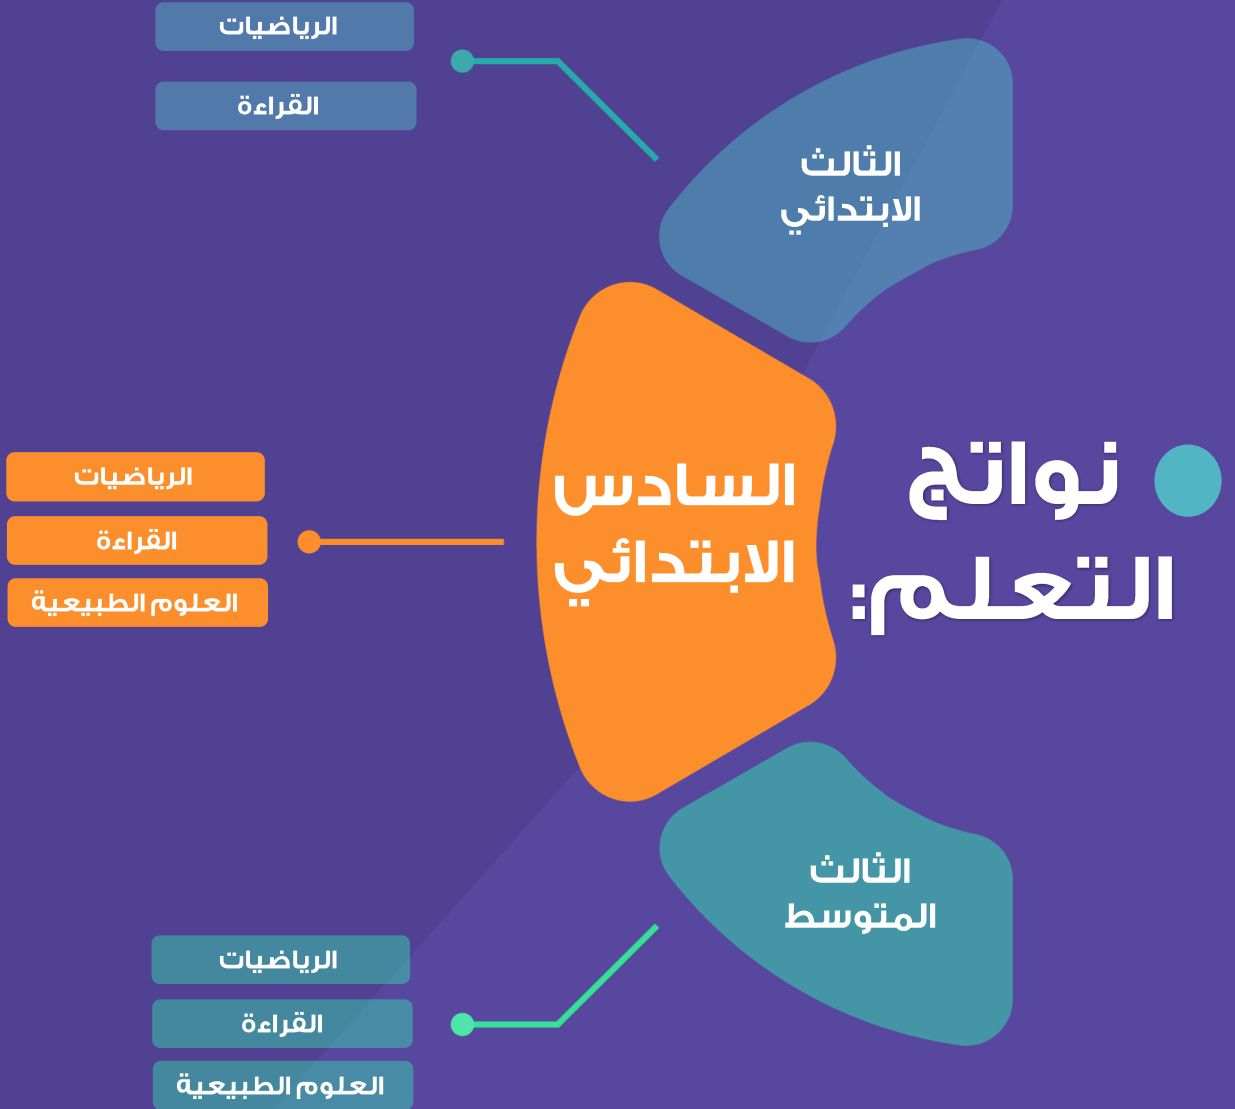 نواتج
التعلم:
الثالث
الابتدائي
الرياضيات
القراءة
السادس
الابتدائي
الرياضيات
القراءة
العلوم الطبيعية
الثالث
المتوسط
الرياضيات
القراءة
العلوم الطبيعية